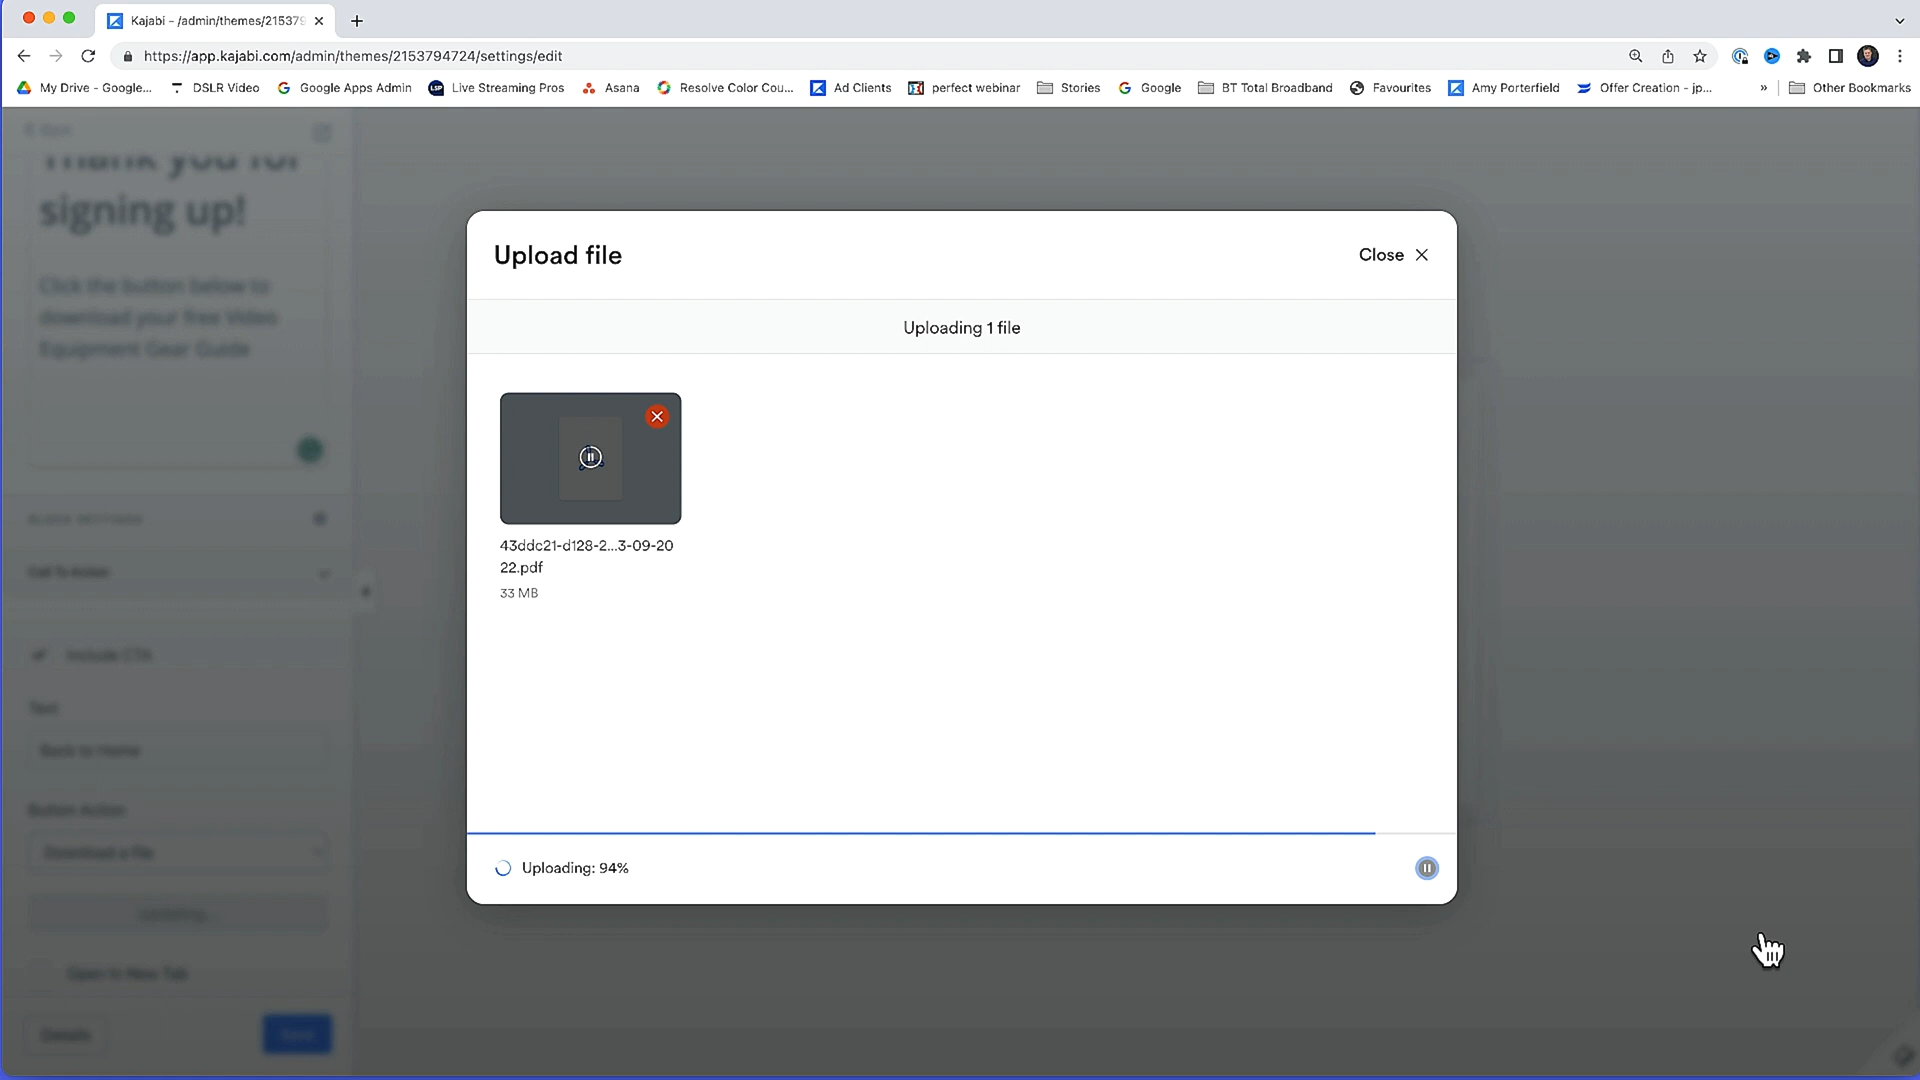 Kajabi - /admin/themes/21537
https://app.kajabi.com/admin/themes/2153794724/settings/edit
My Drive - Google...
DSLR Video
Google Apps Admin
LSP
Live Streaming Pros
Asana
Resolve Color Cou...
Ad Clients
perfect webinar
Stories
Google
BT Total Broadband
Favourites
Amy Porterfield
Offer Creation - jp...
»
Other Bookmarks
Thank you for
signing up!
Click the button below to
download your free Video
Equipment Gear Guide
Call To Action
Include CTA
Text
Back to Home
Button Action
Download a file
Open In New Tab
Details
Save
Upload file
Close
Uploading 1 file
43ddc21-d128-2...3-09-20
22.pdf
33 MB
Uploading: 94%